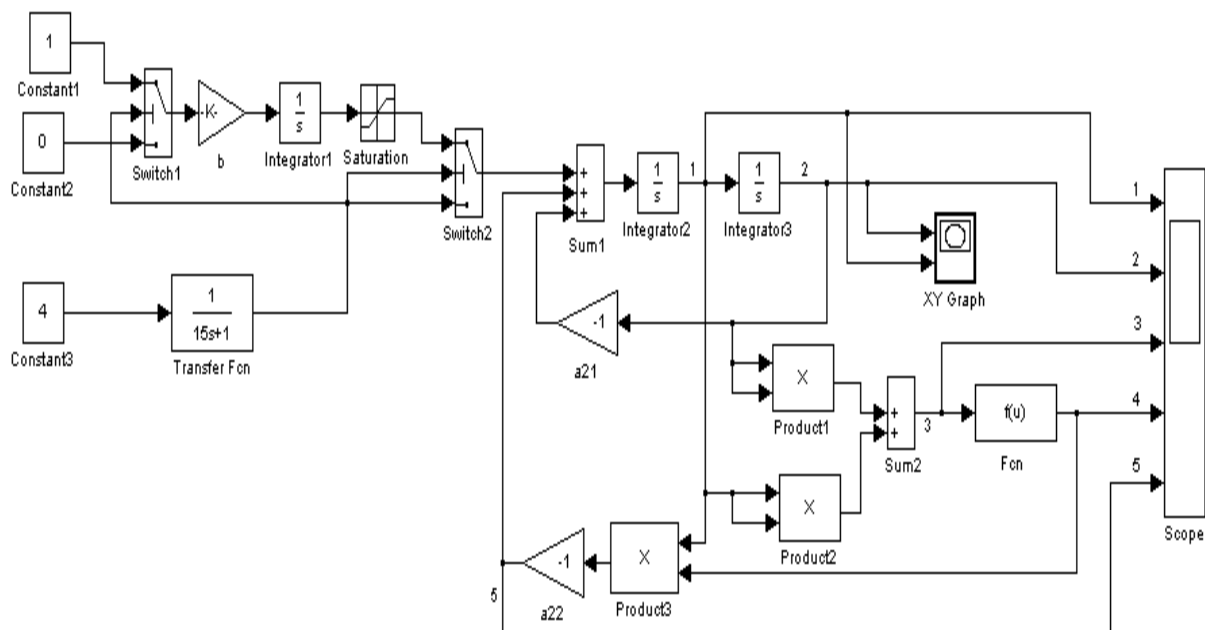 1
Constant1
0
Constant2
Switch1
-K-
b
1
s
Integrator1
Saturation
Switch2
4
Constant3
1
15s+1
Transfer Fcn
+
+
+
Sum1
1
s
Integrator2
1
1
s
Integrator3
2
XY Graph
-1
a21
X
Product1
X
Product2
+
+
Sum2
3
f(u)
Fcn
X
Product3
-1
a22
5
1
2
3
4
5
Scope